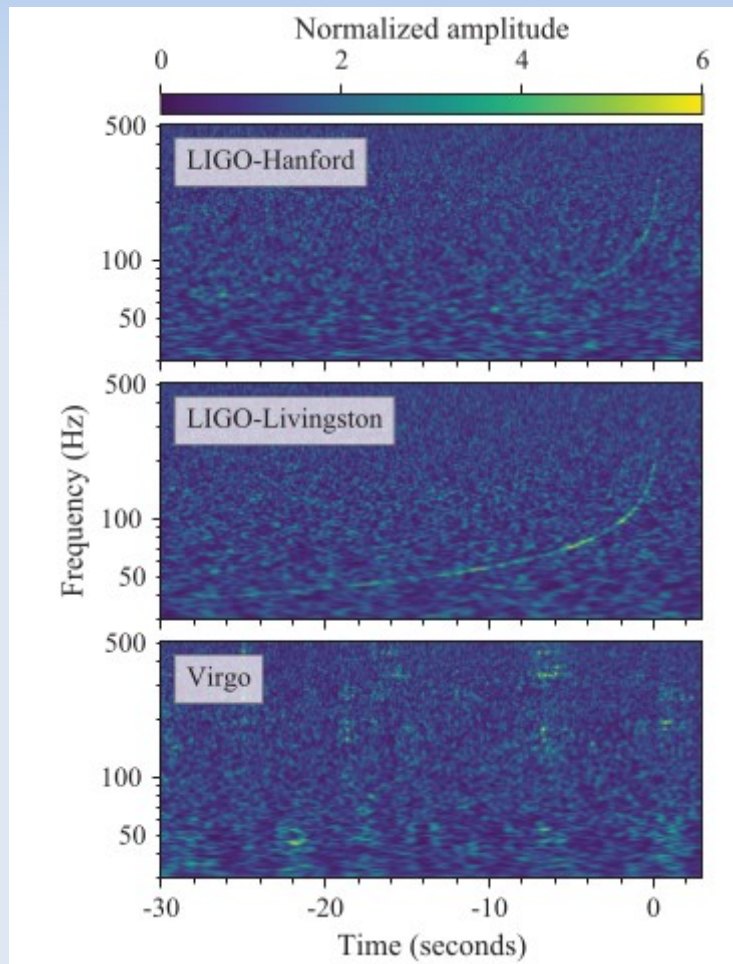 Normalized amplitude
0 2 4 6
500
LIGO-Hanford
100
50
500
LIGO-Livingston
100
50
Frequency (Hz)
500
Virgo
100
50
-30 -20 -10 0
Time (seconds)